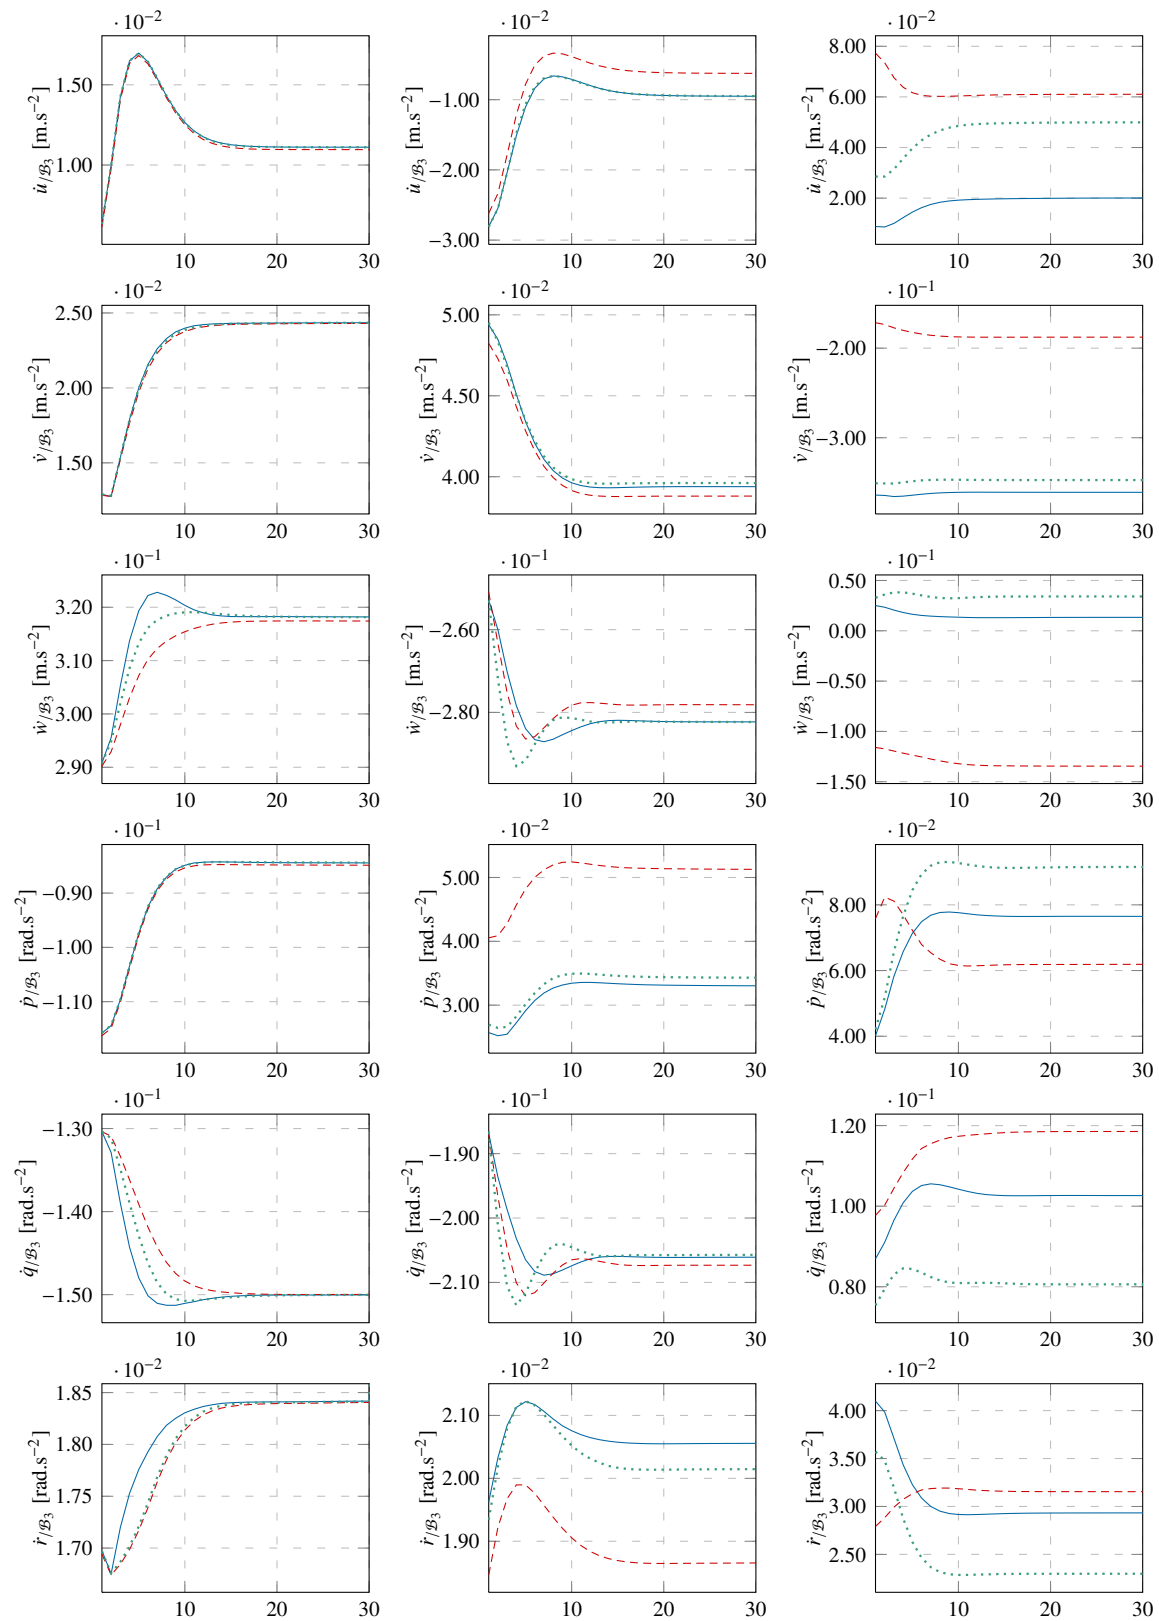 ·10⁻² ·10⁻²
1.50
1.00
u̇/ℬ₃ [m.s⁻²]
10 20 30
−1.00
−2.00
−3.00
u̇/ℬ₃ [m.s⁻²]
10 20 30
8.00
6.00
4.00
2.00
u̇/ℬ₃ [m.s⁻²]
10 20 30
·10⁻² ·10⁻² ·10⁻¹
2.50
2.00
1.50
v̇/ℬ₃ [m.s⁻²]
10 20 30
5.00
4.50
4.00
v̇/ℬ₃ [m.s⁻²]
10 20 30
−2.00
−3.00
v̇/ℬ₃ [m.s⁻²]
10 20 30
·10⁻¹ ·10⁻¹ ·10⁻¹
3.20
3.10
3.00
2.90
ẇ/ℬ₃ [m.s⁻²]
10 20 30
−2.60
−2.80
ẇ/ℬ₃ [m.s⁻²]
10 20 30
0.50
0.00
−0.50
−1.00
−1.50
ẇ/ℬ₃ [m.s⁻²]
10 20 30
·10⁻¹ ·10⁻² ·10⁻²
−0.90
−1.00
−1.10
ṗ/ℬ₃ [rad.s⁻²]
10 20 30
5.00
4.00
3.00
ṗ/ℬ₃ [rad.s⁻²]
10 20 30
8.00
6.00
4.00
ṗ/ℬ₃ [rad.s⁻²]
10 20 30
·10⁻¹ ·10⁻¹ ·10⁻¹
−1.30
−1.40
−1.50
q̇/ℬ₃ [rad.s⁻²]
10 20 30
−1.90
−2.00
−2.10
q̇/ℬ₃ [rad.s⁻²]
10 20 30
1.20
1.00
0.80
q̇/ℬ₃ [rad.s⁻²]
10 20 30
·10⁻² ·10⁻² ·10⁻²
1.85
1.80
1.75
1.70
ṙ/ℬ₃ [rad.s⁻²]
10 20 30
2.10
2.00
1.90
ṙ/ℬ₃ [rad.s⁻²]
10 20 30
4.00
3.50
3.00
2.50
ṙ/ℬ₃ [rad.s⁻²]
10 20 30